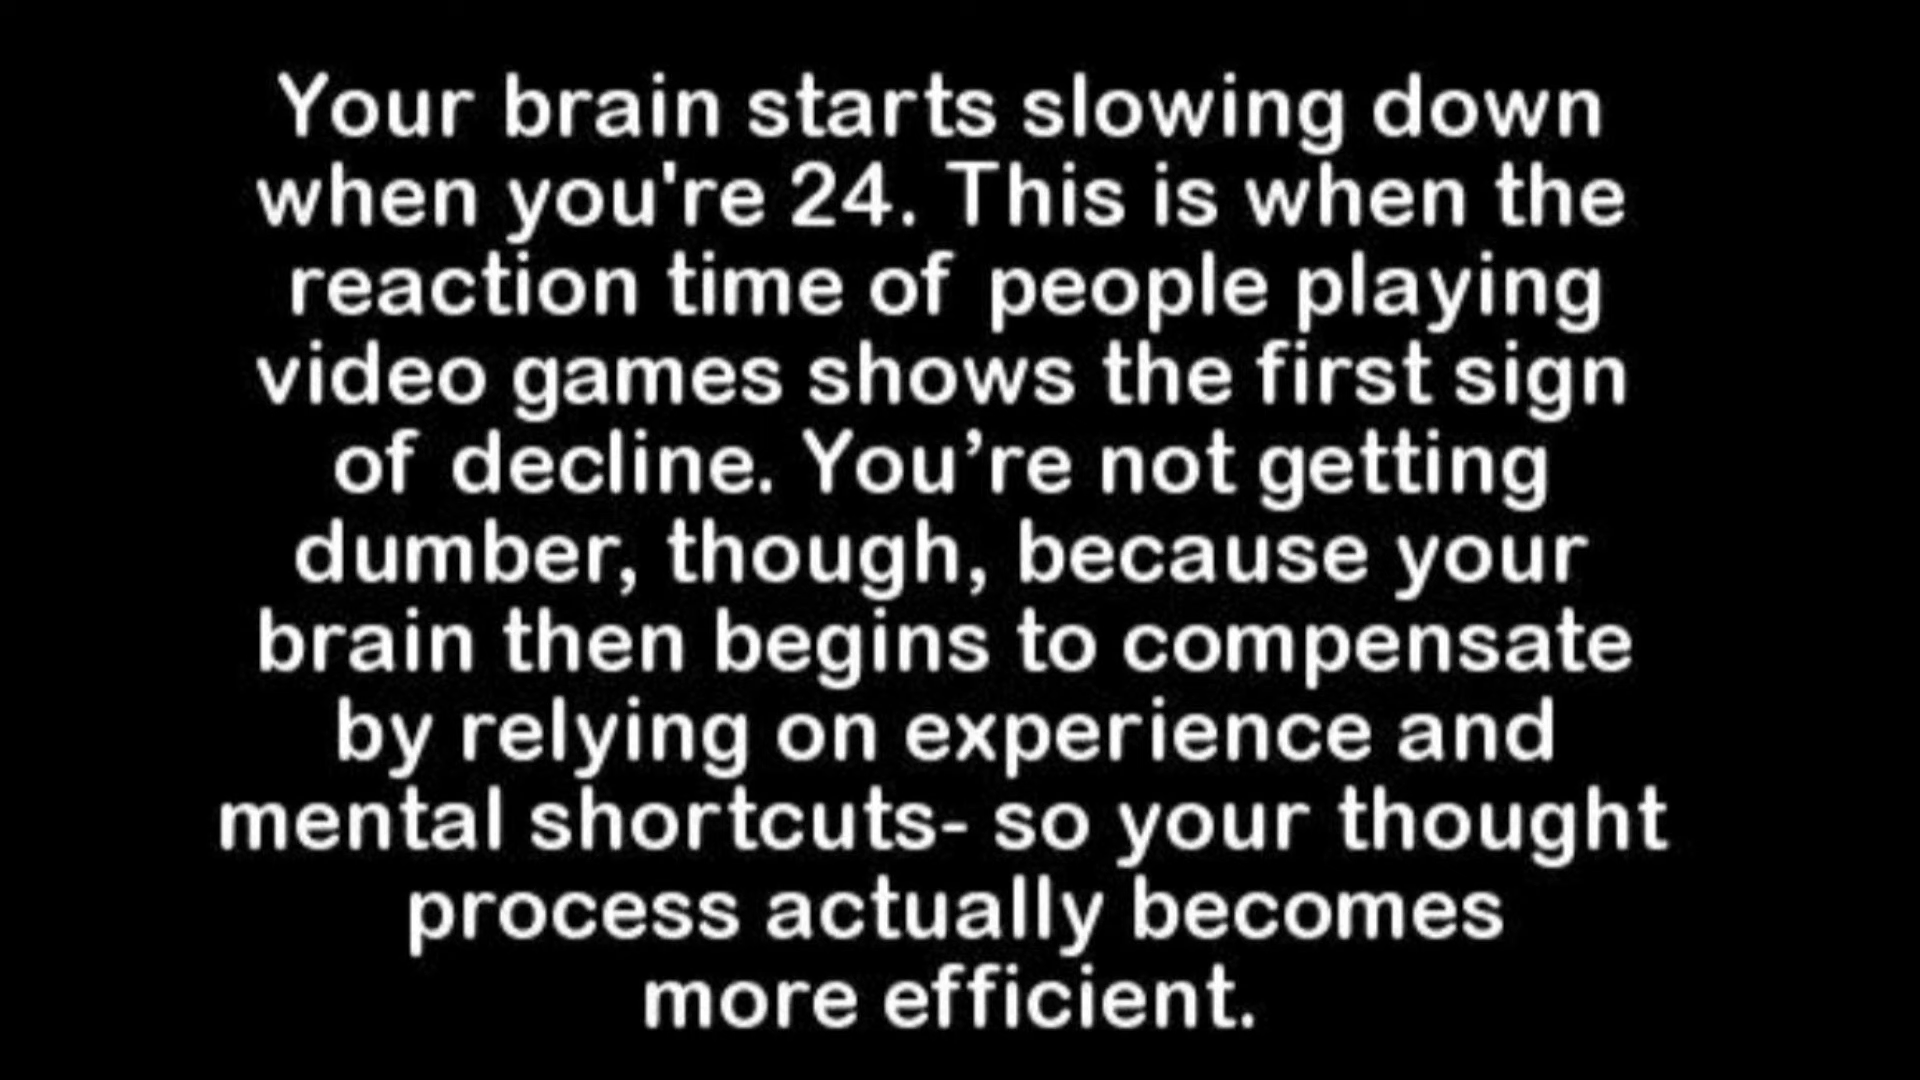 Your brain starts slowing down
when you're 24. This is when the
reaction time of people playing
video games shows the first sign
of decline. You’re not getting
dumber, though, because your
brain then begins to compensate
by relying on experience and
mental shortcuts- so your thought
process actually becomes
more efficient.